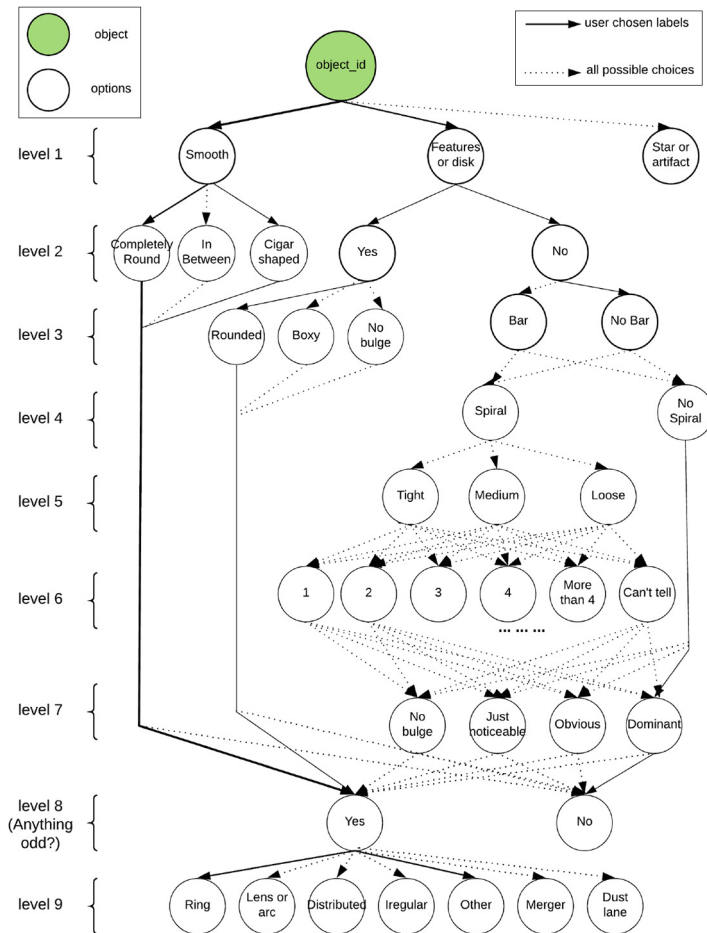 object
options
user chosen labels
all possible choices
object_id
level 1
Smooth
Features
or disk
Star or
artifact
level 2
Completely
Round
In
Between
Cigar
shaped
Yes
No
level 3
Rounded
Boxy
No
bulge
Bar
No Bar
level 4
Spiral
No
Spiral
level 5
Tight
Medium
Loose
level 6
1
2
3
4
More
than 4
Can't tell
... ... ...
level 7
No
bulge
Just
noticeable
Obvious
Dominant
level 8
(Anything
odd?)
Yes
No
level 9
Ring
Lens or
arc
Distributed
Irregular
Other
Merger
Dust
lane